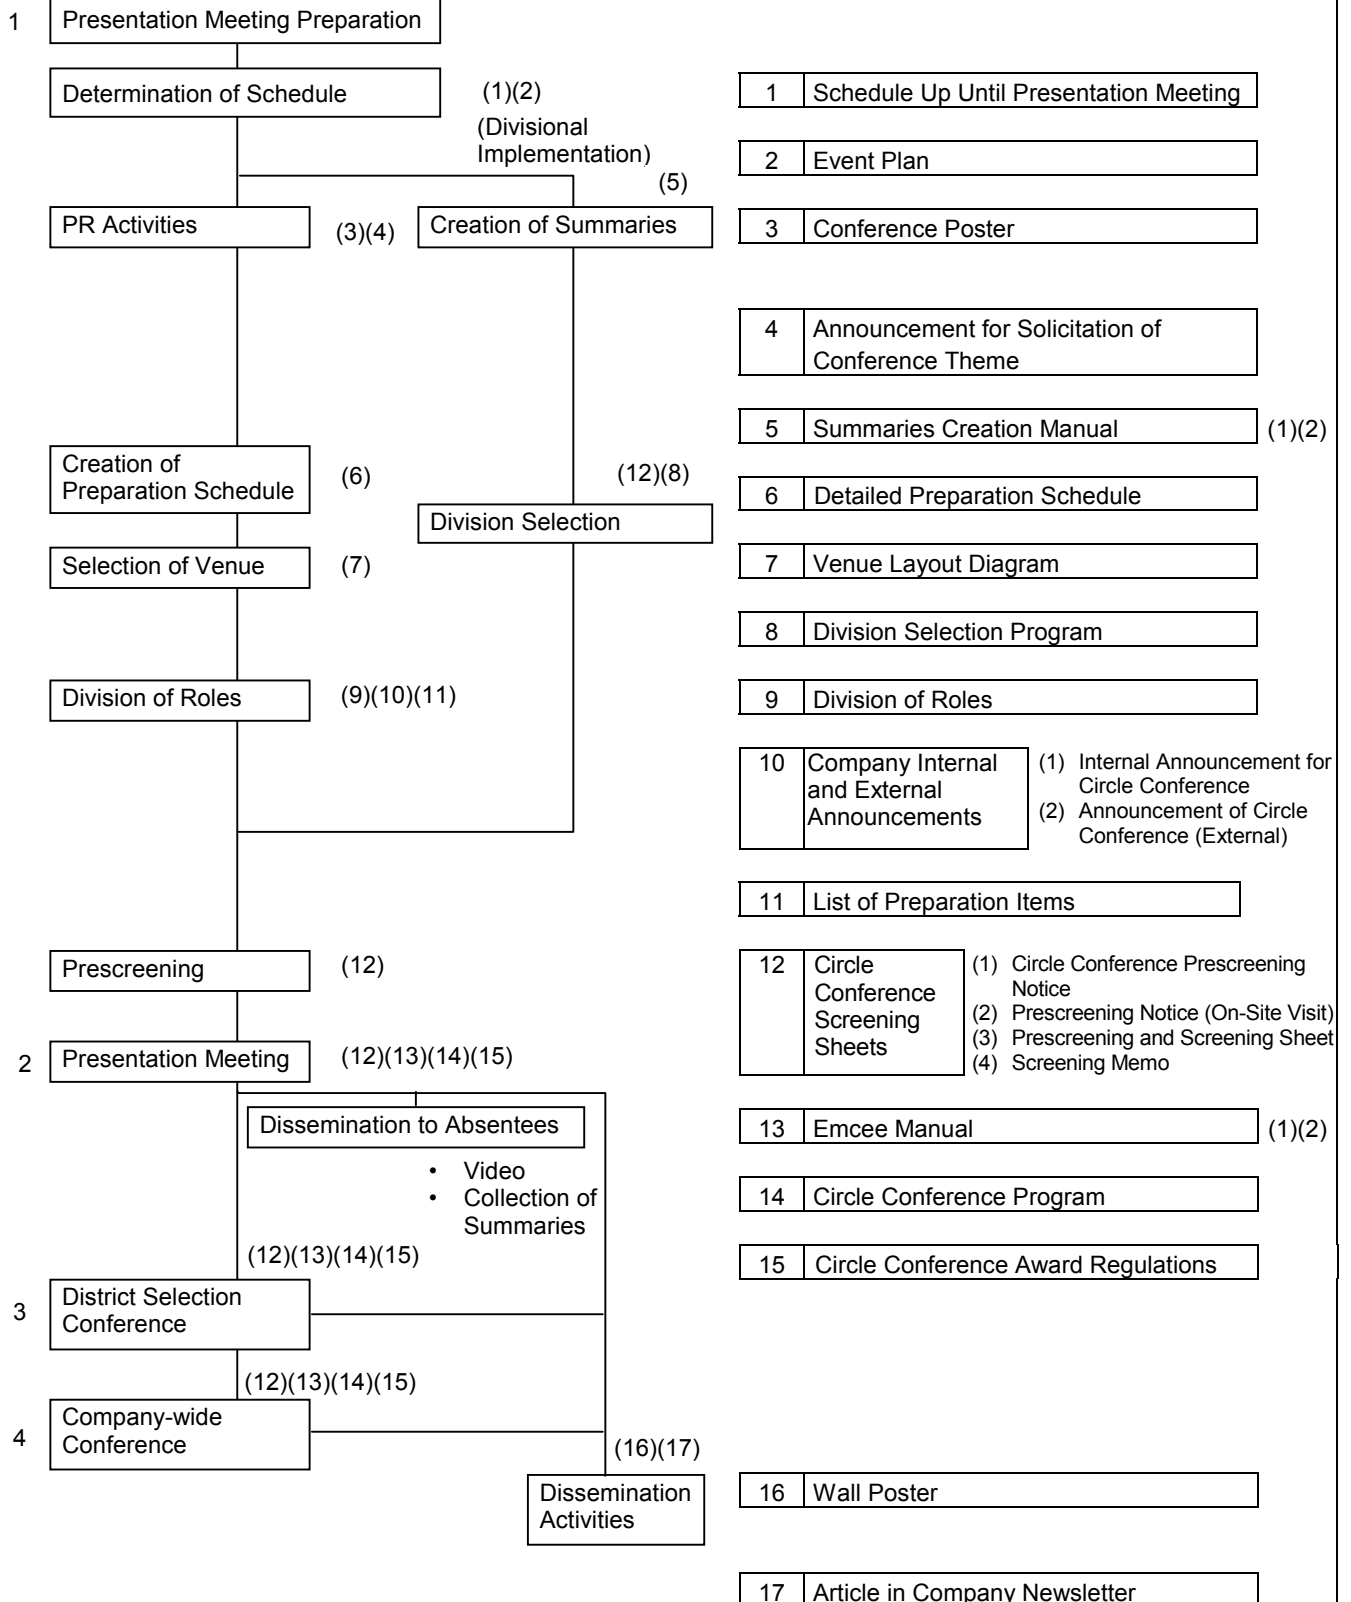 1 Presentation Meeting Preparation
Determination of Schedule (1)(2)
(Divisional
Implementation)
(5)
PR Activities (3)(4) Creation of Summaries
Creation of
Preparation Schedule (6)
(12)(8)
Division Selection
Selection of Venue (7)
Division of Roles (9)(10)(11)
Prescreening (12)
2 Presentation Meeting (12)(13)(14)(15)
Dissemination to Absentees
• Video
• Collection of
Summaries
(12)(13)(14)(15)
3 District Selection
Conference
(12)(13)(14)(15)
4 Company-wide
Conference
(16)(17)
Dissemination
Activities
1 Schedule Up Until Presentation Meeting
2 Event Plan
3 Conference Poster
4 Announcement for Solicitation of
Conference Theme
5 Summaries Creation Manual (1)(2)
6 Detailed Preparation Schedule
7 Venue Layout Diagram
8 Division Selection Program
9 Division of Roles
10 Company Internal
and External
Announcements
(1) Internal Announcement for
Circle Conference
(2) Announcement of Circle
Conference (External)
11 List of Preparation Items
12 Circle
Conference
Screening
Sheets
(1) Circle Conference Prescreening
Notice
(2) Prescreening Notice (On-Site Visit)
(3) Prescreening and Screening Sheet
(4) Screening Memo
13 Emcee Manual (1)(2)
14 Circle Conference Program
15 Circle Conference Award Regulations
16 Wall Poster
17 Article in Company Newsletter